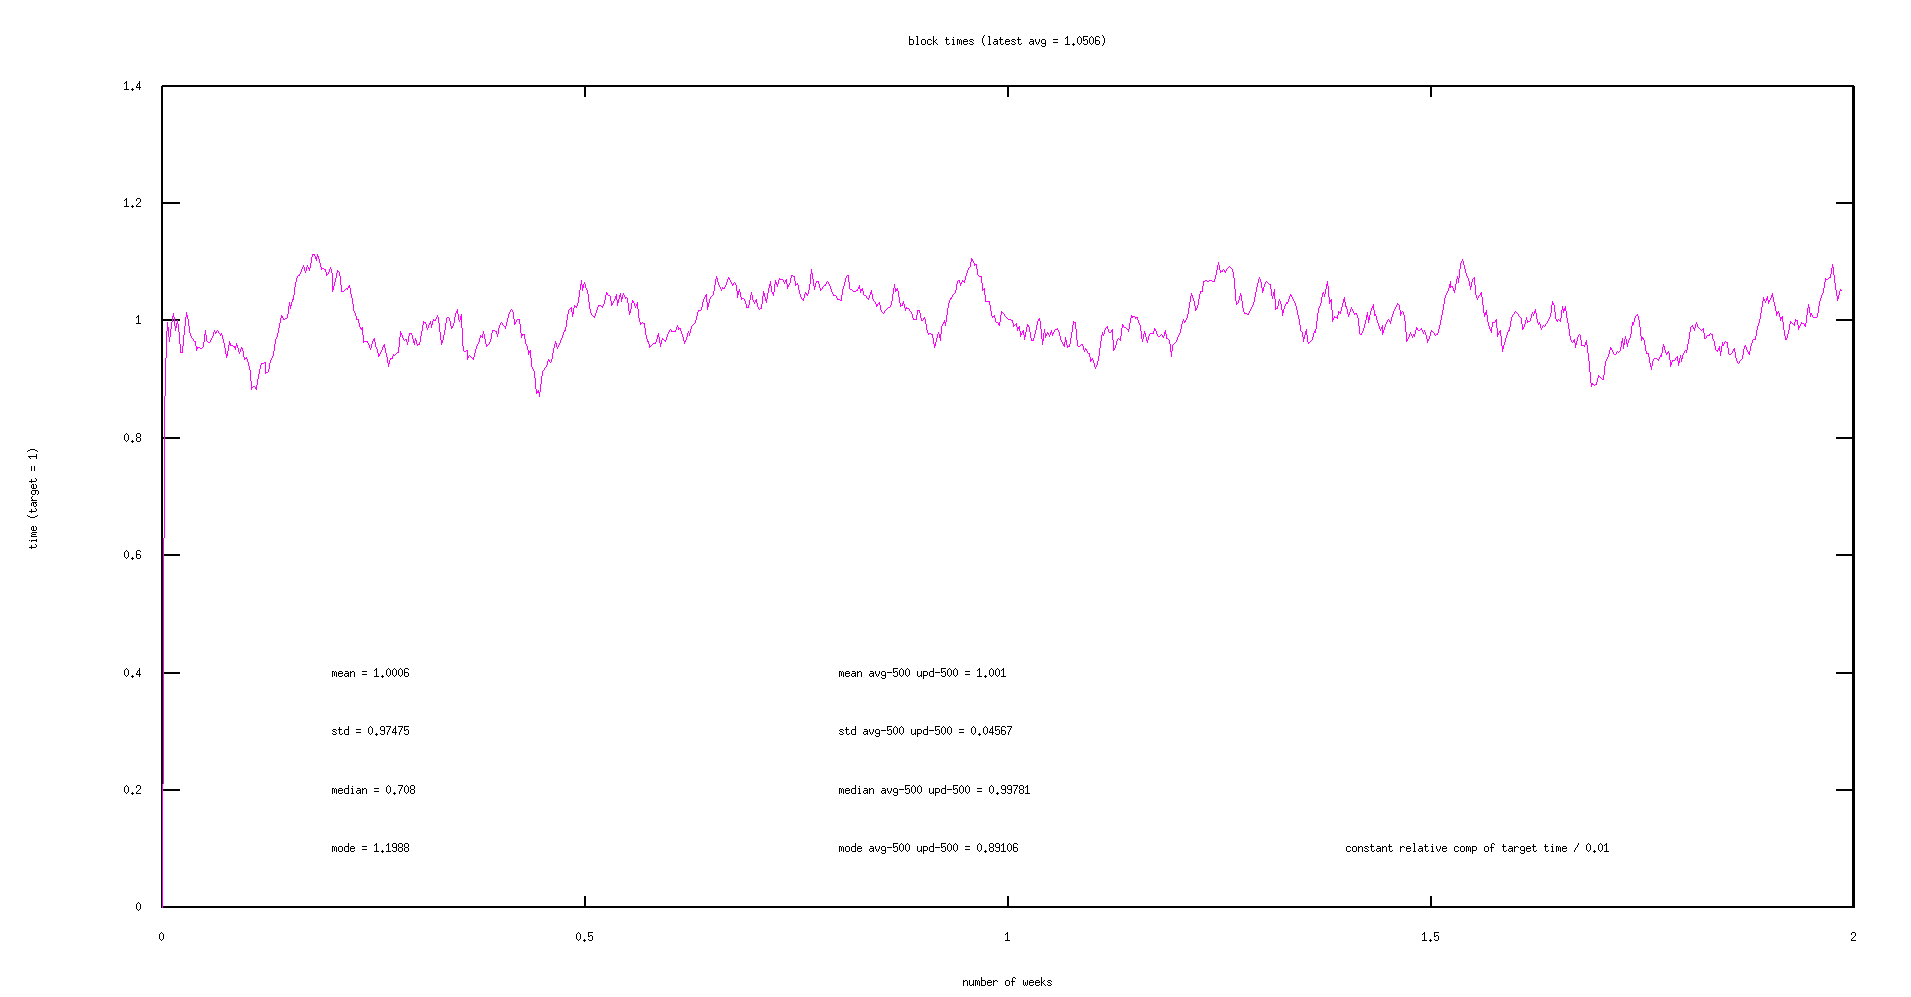 block times (latest avg = 1.0506)
1.4
1.2
1
0.8
0.6
0.4
0.2
0
time (target = 1)
mean = 1.0006
mean avg-500 upd-500 = 1.001
std = 0.97475
std avg-500 upd-500 = 0.04567
median = 0.708
median avg-500 upd-500 = 0.99781
mode = 1.1988
mode avg-500 upd-500 = 0.89106
constant relative comp of target time / 0.01
0
0.5
1
1.5
2
number of weeks